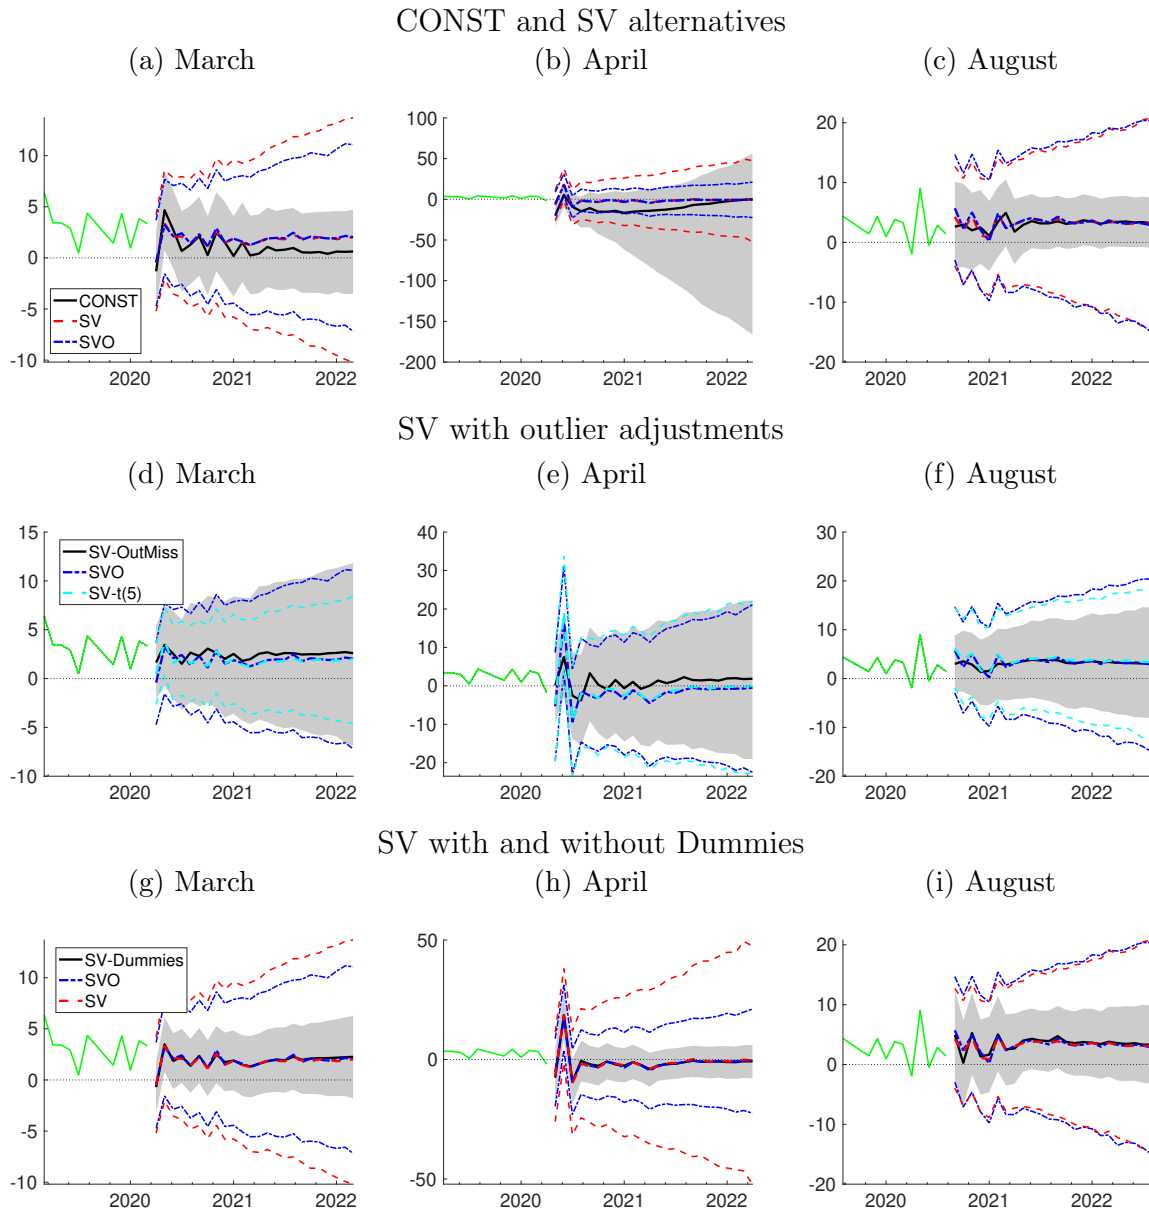 CONST and SV alternatives
(a) March
(b) April
(c) August
10
5
0
-5
-10
2020 2021 2022
CONST
SV
SVO
100
50
0
-50
-100
-150
-200
2020 2021 2022
20
10
0
-10
-20
2020 2021 2022
SV with outlier adjustments
(d) March
(e) April
(f) August
15
10
5
0
-5
-10
2020 2021 2022
SV-OutMiss
SVO
SV-t(5)
40
30
20
10
0
-10
-20
2020 2021 2022
30
20
10
0
-10
-20
2020 2021 2022
SV with and without Dummies
(g) March
(h) April
(i) August
10
5
0
-5
-10
2020 2021 2022
SV-Dummies
SVO
SV
50
0
-50
2020 2021 2022
20
10
0
-10
-20
2020 2021 2022